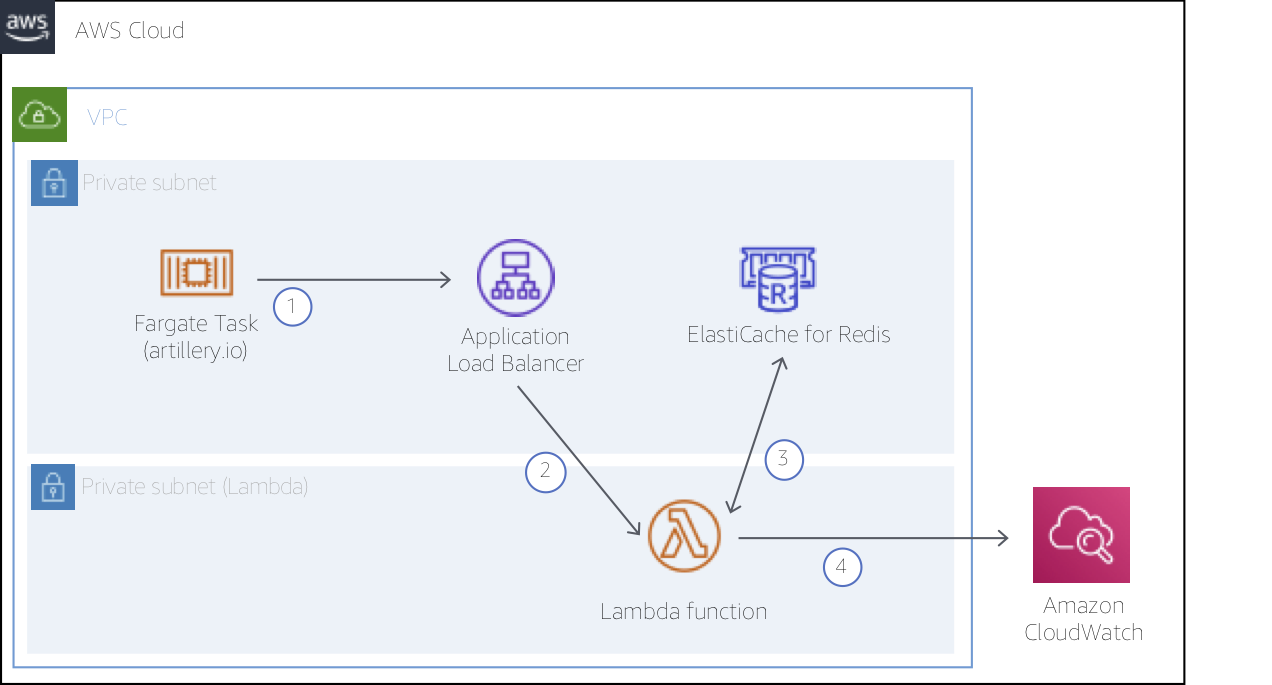 aws
AWS Cloud
VPC
Private subnet
Fargate Task
(artillery.io)
1
Application
Load Balancer
R
ElastiCache for Redis
2
3
Private subnet (Lambda)
Lambda function
4
Amazon
CloudWatch